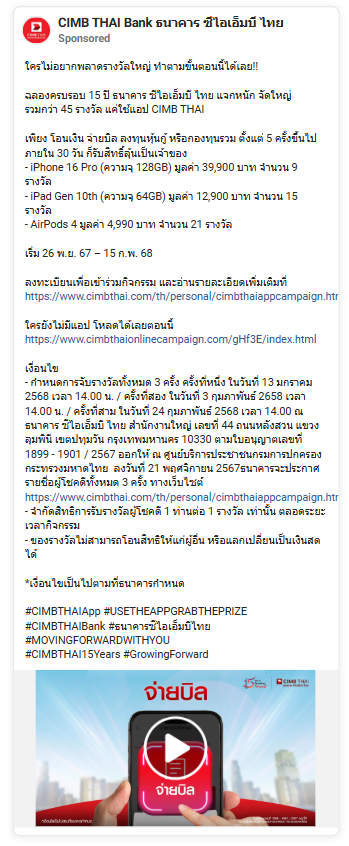 CIMB THAI Bank ธนาคาร ซีไอเอ็มบี ไทย
Sponsored
ใครไม่อยากพลาดรางวัลใหญ่ ทำตามขั้นตอนนี้ได้เลย!!
ฉลองครบรอบ 15 ปี ธนาคาร ซีไอเอ็มบี ไทย แจกหนัก จัดใหญ่
รวมกว่า 45 รางวัล แค่ใช้แอป CIMB THAI
เพียง โอนเงิน จ่ายบิล ลงทุนหุ้นกู้ หรือกองทุนรวม ตั้งแต่ 5 ครั้งขึ้นไป
ภายใน 30 วัน ก็รับสิทธิ์ลุ้นเป็นเจ้าของ
- iPhone 16 Pro (ความจุ 128GB) มูลค่า 39,900 บาท จำนวน 9
รางวัล
- iPad Gen 10th (ความจุ 64GB) มูลค่า 12,900 บาท จำนวน 15
รางวัล
- AirPods 4 มูลค่า 4,990 บาท จำนวน 21 รางวัล
เริ่ม 26 พ.ย. 67 – 15 ก.พ. 68
ลงทะเบียนเพื่อเข้าร่วมกิจกรรม และอ่านรายละเอียดเพิ่มเติมที่
https://www.cimbthai.com/th/personal/cimbthaiappcampaign.htm
ใครยังไม่มีแอป โหลดได้เลยตอนนี้
https://www.cimbthaionlinecampaign.com/gHf3E/index.html
เงื่อนไข
- กำหนดการจับรางวัลทั้งหมด 3 ครั้ง ครั้งที่หนึ่ง ในวันที่ 13 มกราคม
2568 เวลา 14.00 น. / ครั้งที่สอง ในวันที่ 3 กุมภาพันธ์ 2658 เวลา
14.00 น. / ครั้งที่สาม ในวันที่ 24 กุมภาพันธ์ 2568 เวลา 14.00 ณ
ธนาคาร ซีไอเอ็มบี ไทย สำนักงานใหญ่ เลขที่ 44 ถนนหลังสวน แขวง
ลุมพินี เขตปทุมวัน กรุงเทพมหานคร 10330 ตามใบอนุญาตเลขที่
1899 - 1901 / 2567 ออกให้ ณ ศูนย์บริการประชาชนกรมการปกครอง
กระทรวงมหาดไทย ลงวันที่ 21 พฤศจิกายน 2567ธนาคารจะประกาศ
รายชื่อผู้โชคดีทั้งหมด 3 ครั้ง ทางเว็บไซต์
https://www.cimbthai.com/th/personal/cimbthaiappcampaign.htm
- จำกัดสิทธิการรับรางวัลผู้โชคดี 1 ท่านต่อ 1 รางวัล เท่านั้น ตลอดระยะ
เวลากิจกรรม
- ของรางวัลไม่สามารถโอนสิทธิให้แก่ผู้อื่น หรือแลกเปลี่ยนเป็นเงินสด
ได้
*เงื่อนไขเป็นไปตามที่ธนาคารกำหนด
#CIMBTHAIApp #USETHEAPPGRABTHEPRIZE
#CIMBTHAIBank #ธนาคารซีไอเอ็มบีไทย
#MOVINGFORWARDWITHYOU
#CIMBTHAI15Years #GrowingForward
CIMB THAI
จ่ายบิล
จ่ายบิล